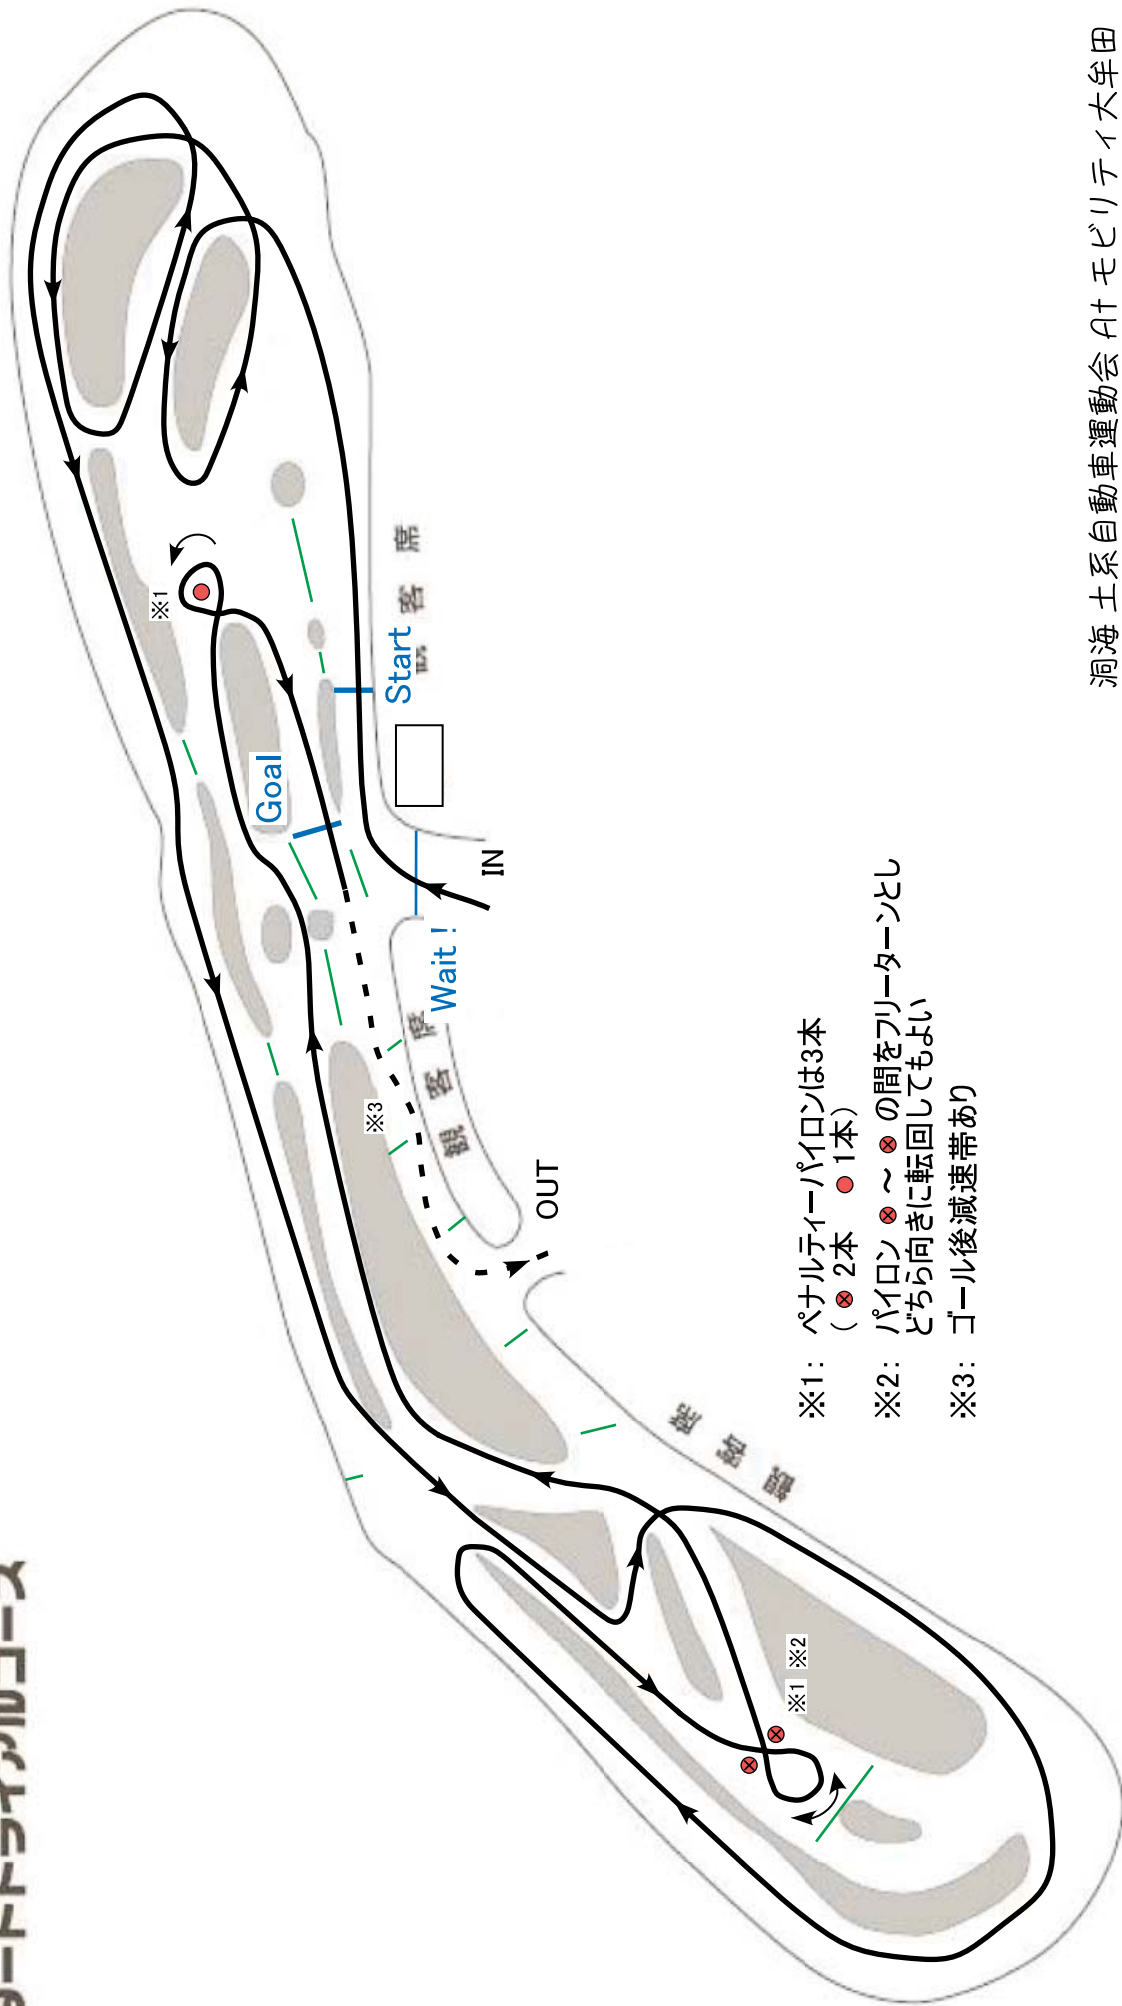 ダートトライアルコース
※1
Goal
※3
Start
観客席
観客席
Wait !
IN
OUT
観客席
※1 ※2
※1： ペナルティーパイロンは3本
（⊗ 2本 ● 1本）
※2： パイロン ⊗ ～ ⊗ の間をフリーターンとし
どちら向きに転回してもよい
※3： ゴール後減速帯あり
洞海 土系自動車運動会 At モビリティ大牟田